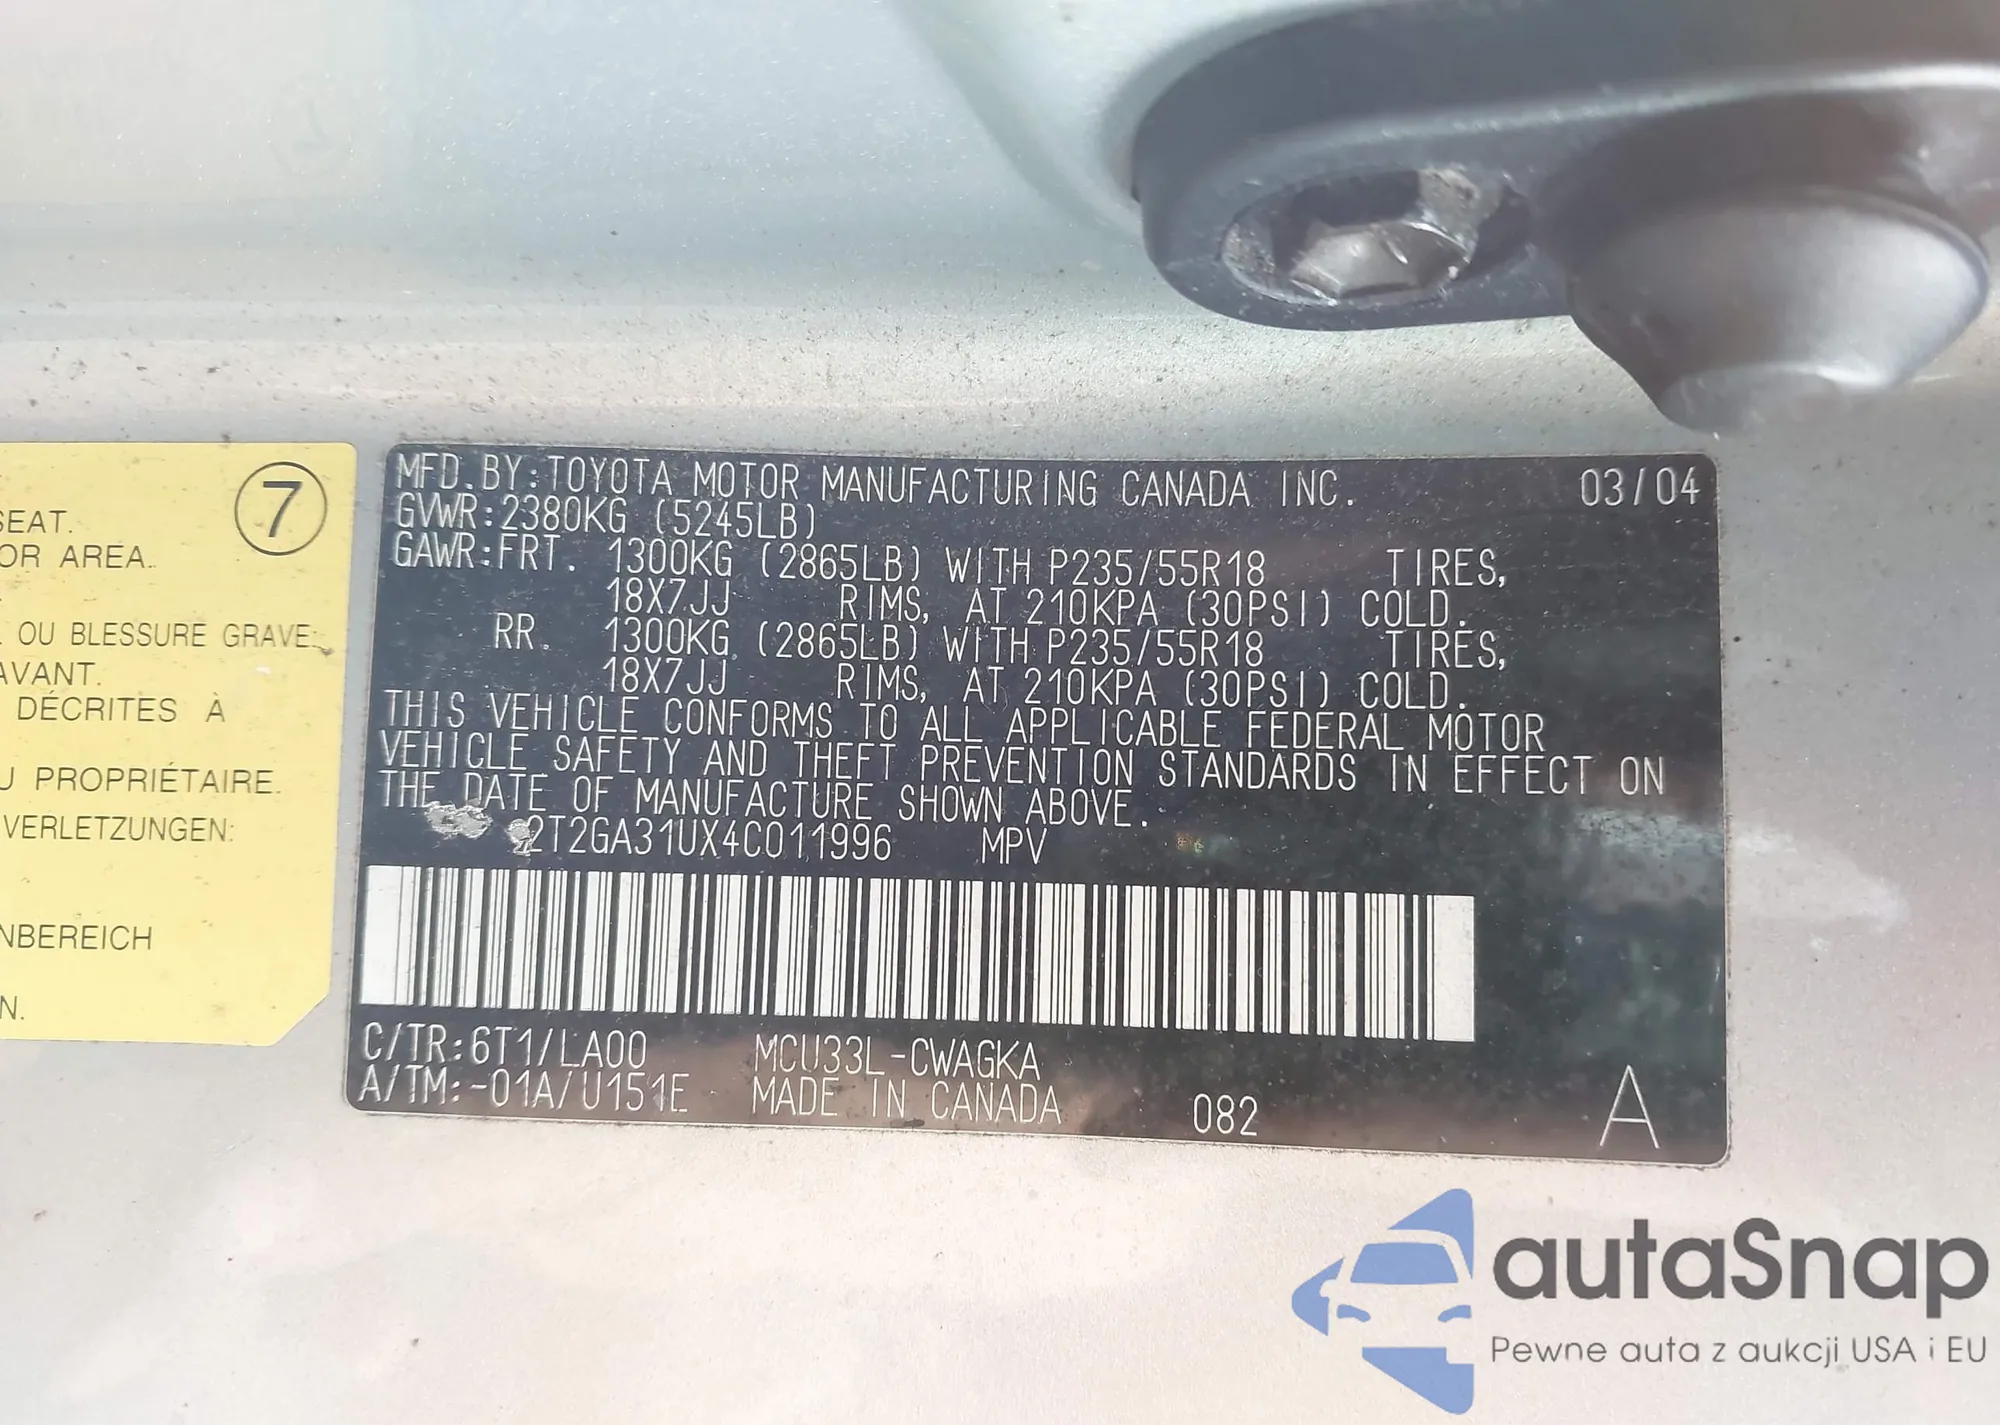 7
SEAT.
OR AREA.
OU BLESSURE GRAVE:
AVANT.
DÉCRITES À
U PROPRIÉTAIRE.
VERLETZUNGEN:
NBEREICH
N.
MFD.BY:TOYOTA MOTOR MANUFACTURING CANADA INC. 03/04
GVWR:2380KG (5245LB)
GAWR:FRT. 1300KG (2865LB) WITH P235/55R18 TIRES,
18X7JJ RIMS, AT 210KPA (30PSI) COLD.
RR. 1300KG (2865LB) WITH P235/55R18 TIRES,
18X7JJ RIMS, AT 210KPA (30PSI) COLD.
THIS VEHICLE CONFORMS TO ALL APPLICABLE FEDERAL MOTOR
VEHICLE SAFETY AND THEFT PREVENTION STANDARDS IN EFFECT ON
THE DATE OF MANUFACTURE SHOWN ABOVE.
2T2GA31UX4C011996 MPV
C/TR:6T1/LA00 MCU33L-CWAGKA
A/TM:-01A/U151E MADE IN CANADA 082 A
autaSnap
Pewne auta z aukcji USA i EU